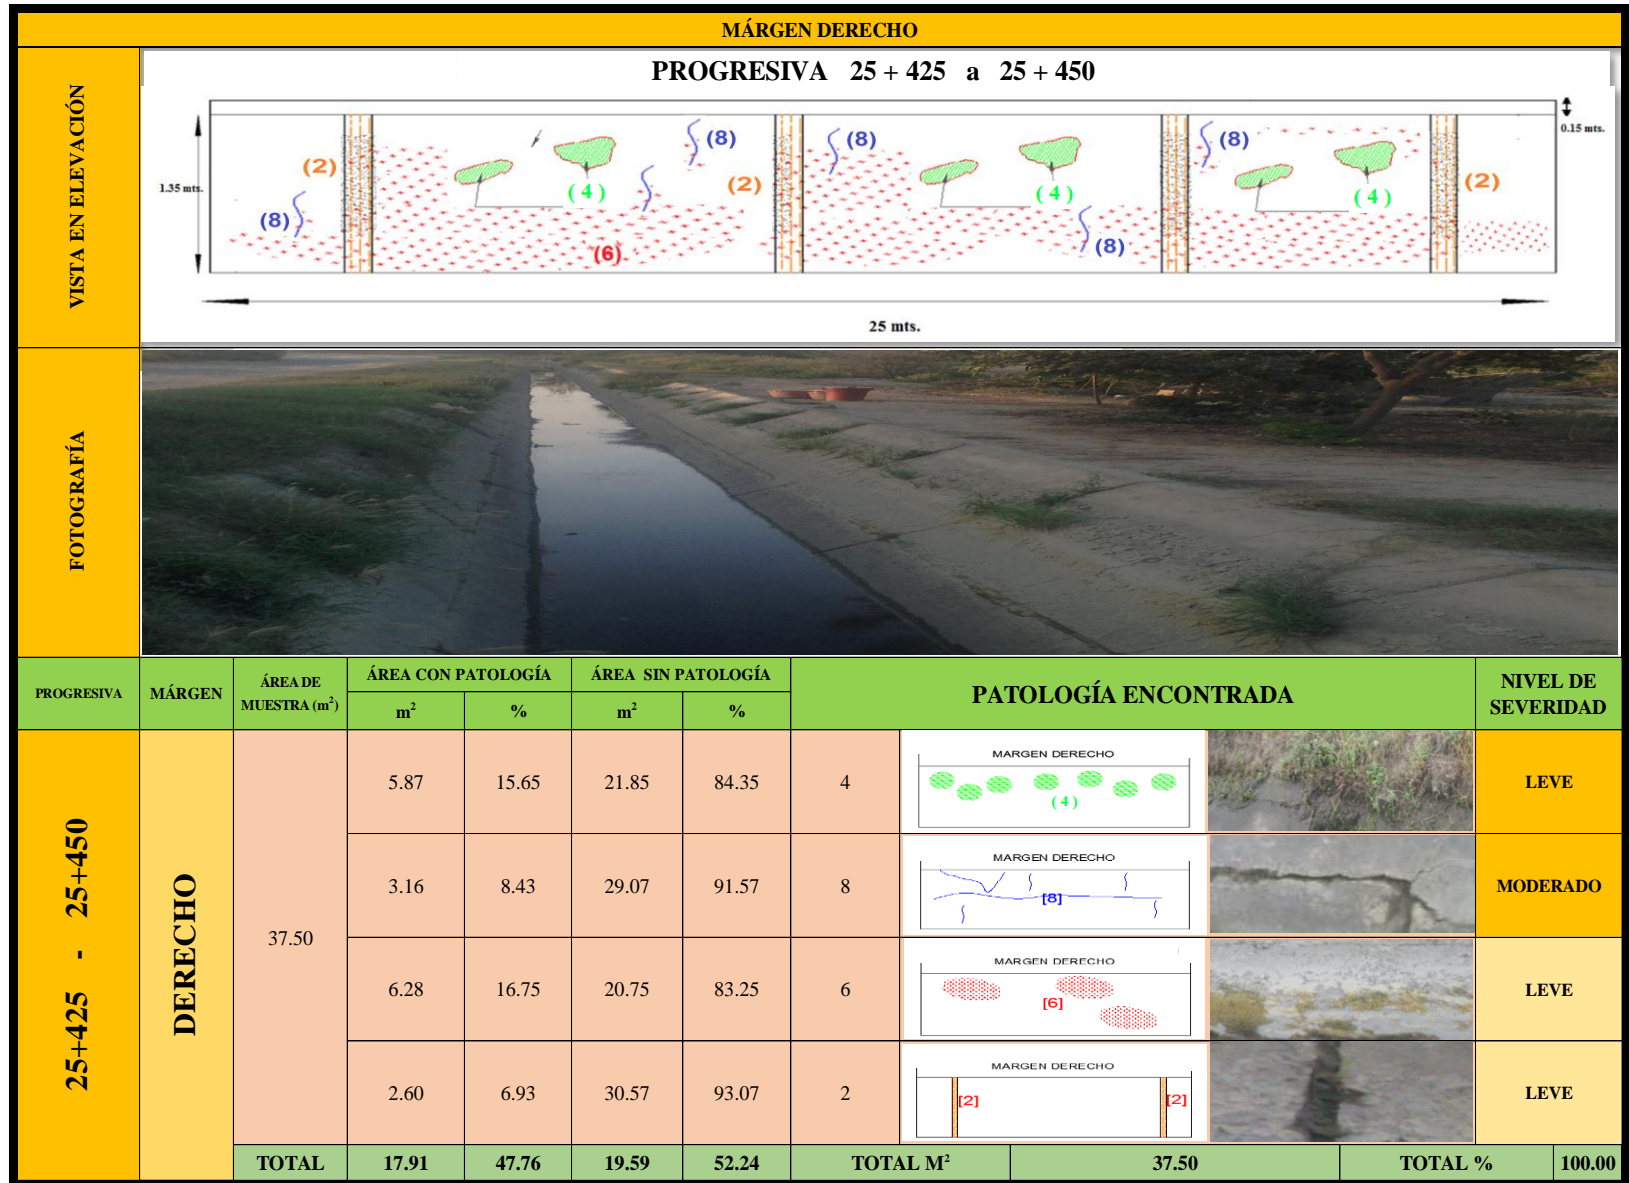 MÁRGEN DERECHO
VISTA EN ELEVACIÓN
PROGRESIVA 25 + 425 a 25 + 450
0.15 mts.
1.35 mts.
(2)
(8)
(4)
(8)
(2)
(6)
(8)
(4)
(8)
(8)
(4)
(2)
25 mts.
FOTOGRAFÍA
PROGRESIVA
MÁRGEN
ÁREA DE
MUESTRA (m²)
ÁREA CON PATOLOGÍA
m² %
ÁREA SIN PATOLOGÍA
m² %
PATOLOGÍA ENCONTRADA
NIVEL DE
SEVERIDAD
25+425 - 25+450
DERECHO
37.50
5.87 15.65 21.85 84.35 4
MARGEN DERECHO
(4)
LEVE
3.16 8.43 29.07 91.57 8
MARGEN DERECHO
[8]
MODERADO
6.28 16.75 20.75 83.25 6
MARGEN DERECHO
[6]
LEVE
2.60 6.93 30.57 93.07 2
MARGEN DERECHO
[2] [2]
LEVE
TOTAL 17.91 47.76 19.59 52.24 TOTAL M² 37.50 TOTAL % 100.00